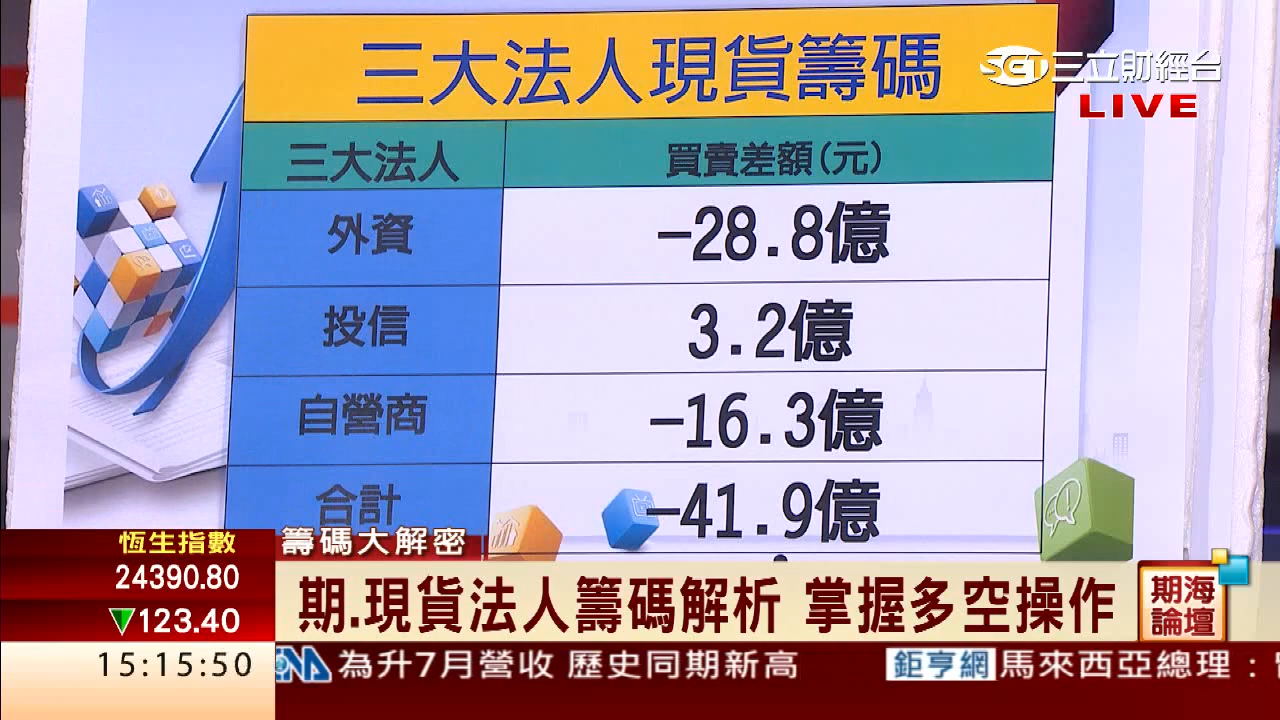 三大法人現貨籌碼
SET三立財經台
LIVE
三大法人 買賣差額(元)
外資 -28.8億
投信 3.2億
自營商 -16.3億
合計 -41.9億
恆生指數
24390.80
▼123.40
15:15:50
籌碼大解密
期.現貨法人籌碼解析 掌握多空操作
期海
論壇
為升7月營收 歷史同期新高
鉅亨網 馬來西亞總理：